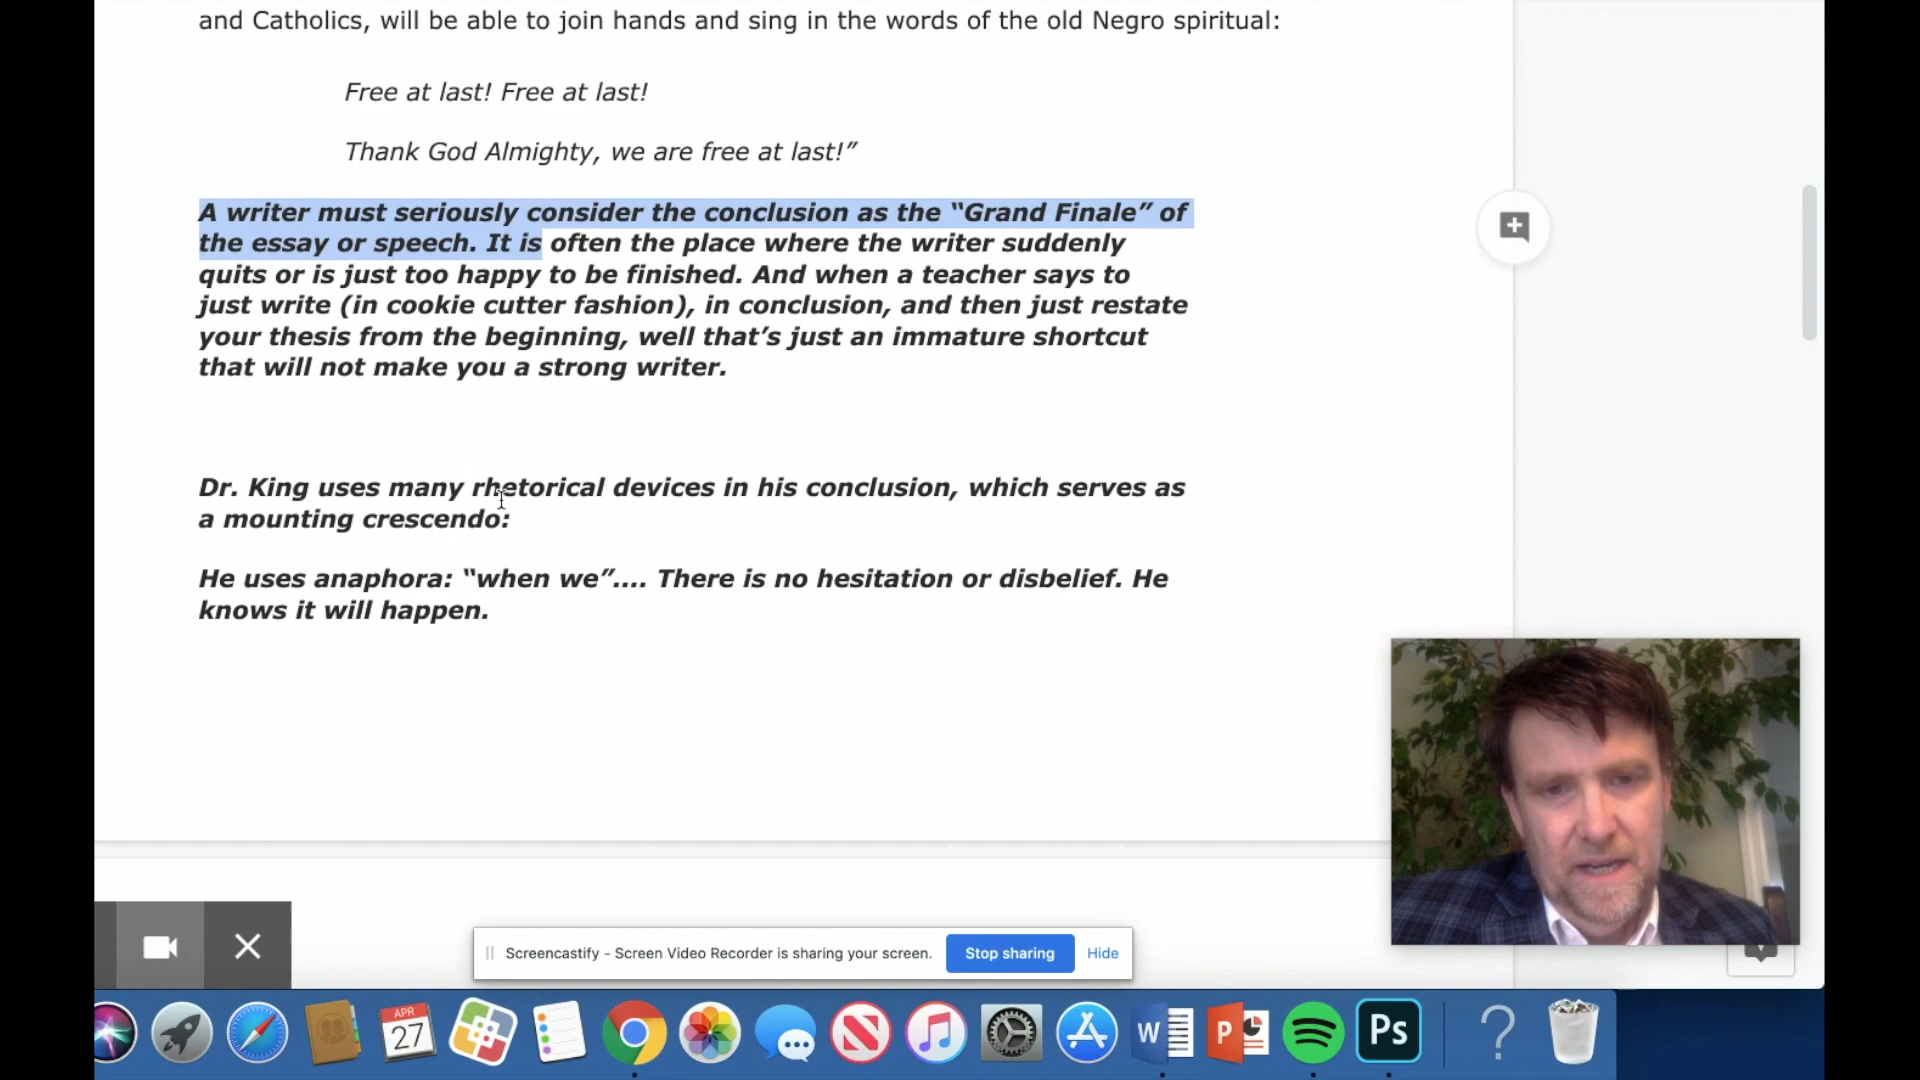 and Catholics, will be able to join hands and sing in the words of the old Negro spiritual:
Free at last! Free at last!
Thank God Almighty, we are free at last!”
A writer must seriously consider the conclusion as the “Grand Finale” of
the essay or speech. It is often the place where the writer suddenly
quits or is just too happy to be finished. And when a teacher says to
just write (in cookie cutter fashion), in conclusion, and then just restate
your thesis from the beginning, well that’s just an immature shortcut
that will not make you a strong writer.
Dr. King uses many rhetorical devices in his conclusion, which serves as
a mounting crescendo:
He uses anaphora: “when we”.... There is no hesitation or disbelief. He
knows it will happen.
Screencastify - Screen Video Recorder is sharing your screen.
Stop sharing
Hide
APR
27
W
P
Ps
?